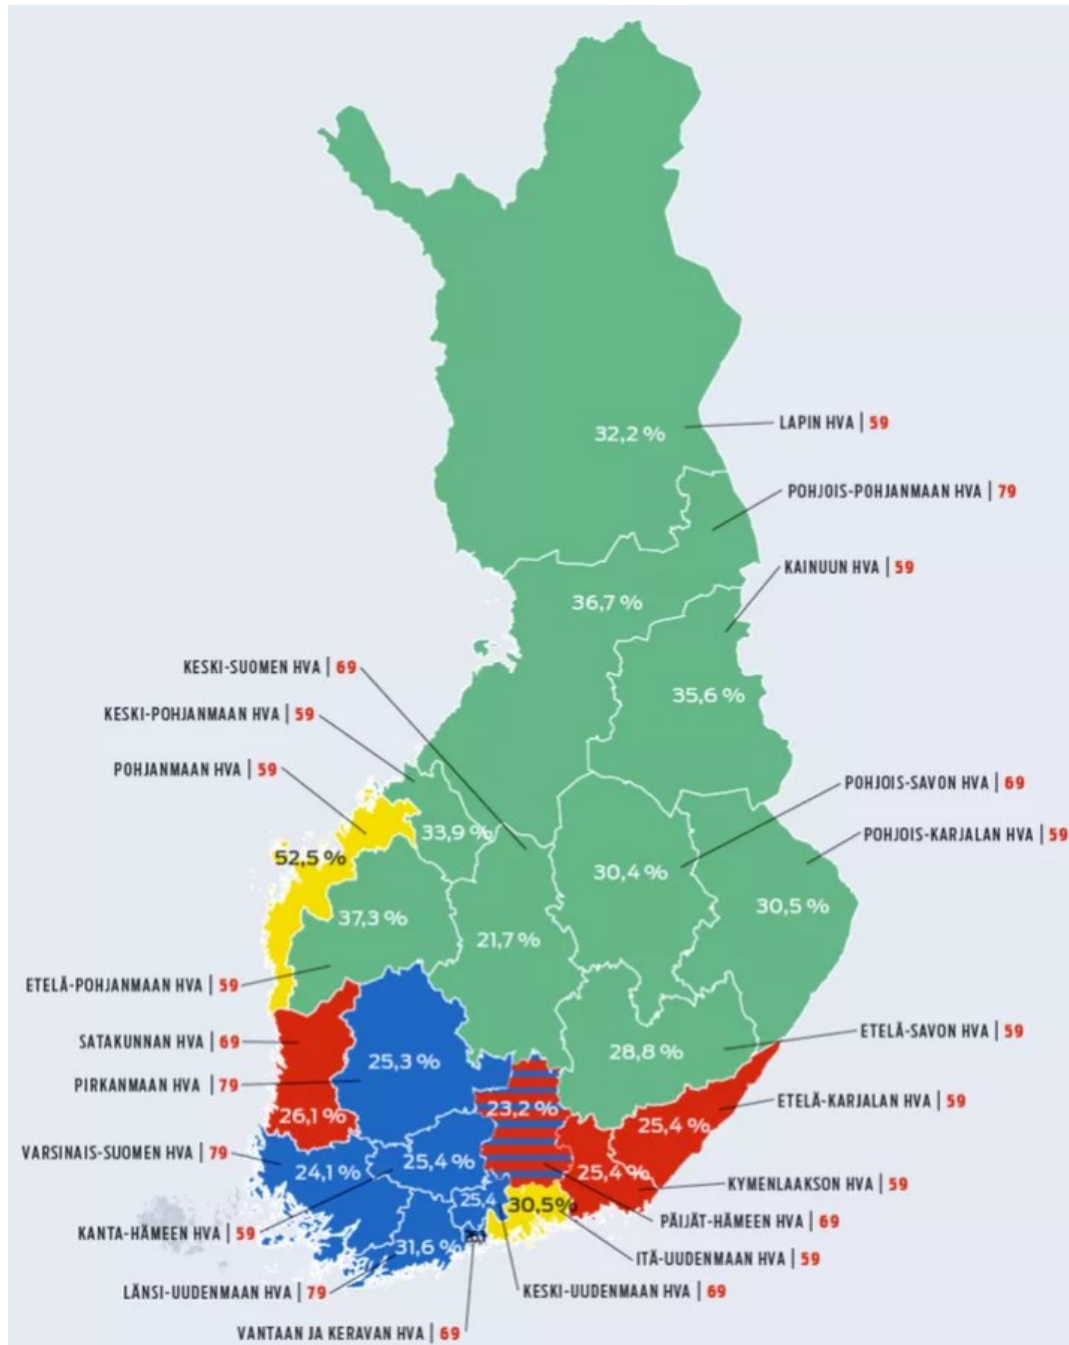 32,2 %
LAPIN HVA | 59
POHJOIS-POHJANMAAN HVA | 79
KAINUUN HVA | 59
36,7 %
KESKI-SUOMEN HVA | 69
35,6 %
KESKI-POHJANMAAN HVA | 59
POHJANMAAN HVA | 59
POHJOIS-SAVON HVA | 69
33,9 %
POHJOIS-KARJALAN HVA | 59
52,5 %
30,4 %
30,5 %
37,3 %
21,7 %
ETELÄ-POHJANMAAN HVA | 59
ETELÄ-SAVON HVA | 59
SATAKUNNAN HVA | 69
28,8 %
25,3 %
PIRKANMAAN HVA | 79
ETELÄ-KARJALAN HVA | 59
23,2 %
26,1 %
25,4 %
VARSINAIS-SUOMEN HVA | 79
25,4 %
24,1 %
25,4 %
KYMENLAAKSON HVA | 59
25,4
30,5%
PÄIJÄT-HÄMEEN HVA | 69
KANTA-HÄMEEN HVA | 59
31,6 %
ITÄ-UUDENMAAN HVA | 59
LÄNSI-UUDENMAAN HVA | 79
KESKI-UUDENMAAN HVA | 69
VANTAAN JA KERAVAN HVA | 69